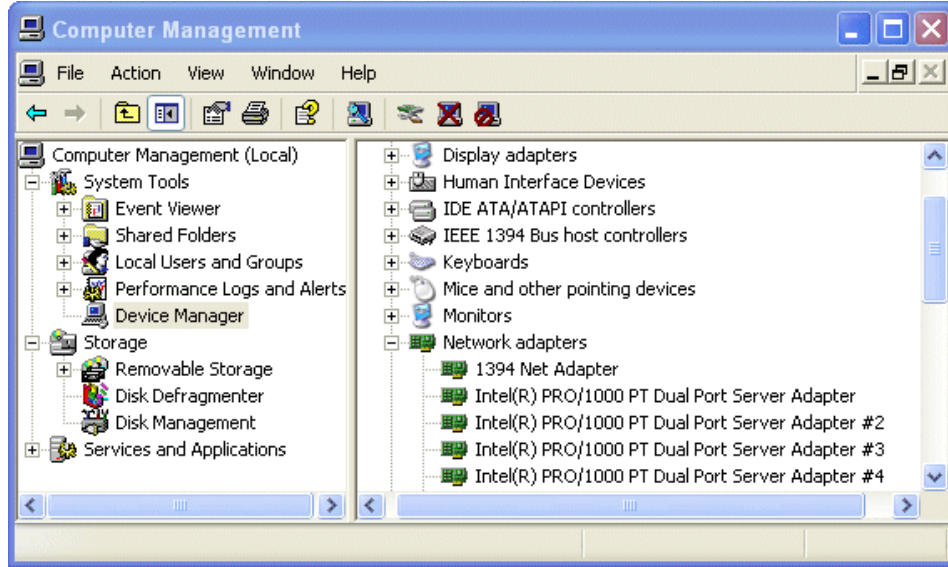 Computer Management
File Action View Window Help
Computer Management (Local)
System Tools
Event Viewer
Shared Folders
Local Users and Groups
Performance Logs and Alerts
Device Manager
Storage
Removable Storage
Disk Defragmenter
Disk Management
Services and Applications
Display adapters
Human Interface Devices
IDE ATA/ATAPI controllers
IEEE 1394 Bus host controllers
Keyboards
Mice and other pointing devices
Monitors
Network adapters
1394 Net Adapter
Intel(R) PRO/1000 PT Dual Port Server Adapter
Intel(R) PRO/1000 PT Dual Port Server Adapter #2
Intel(R) PRO/1000 PT Dual Port Server Adapter #3
Intel(R) PRO/1000 PT Dual Port Server Adapter #4